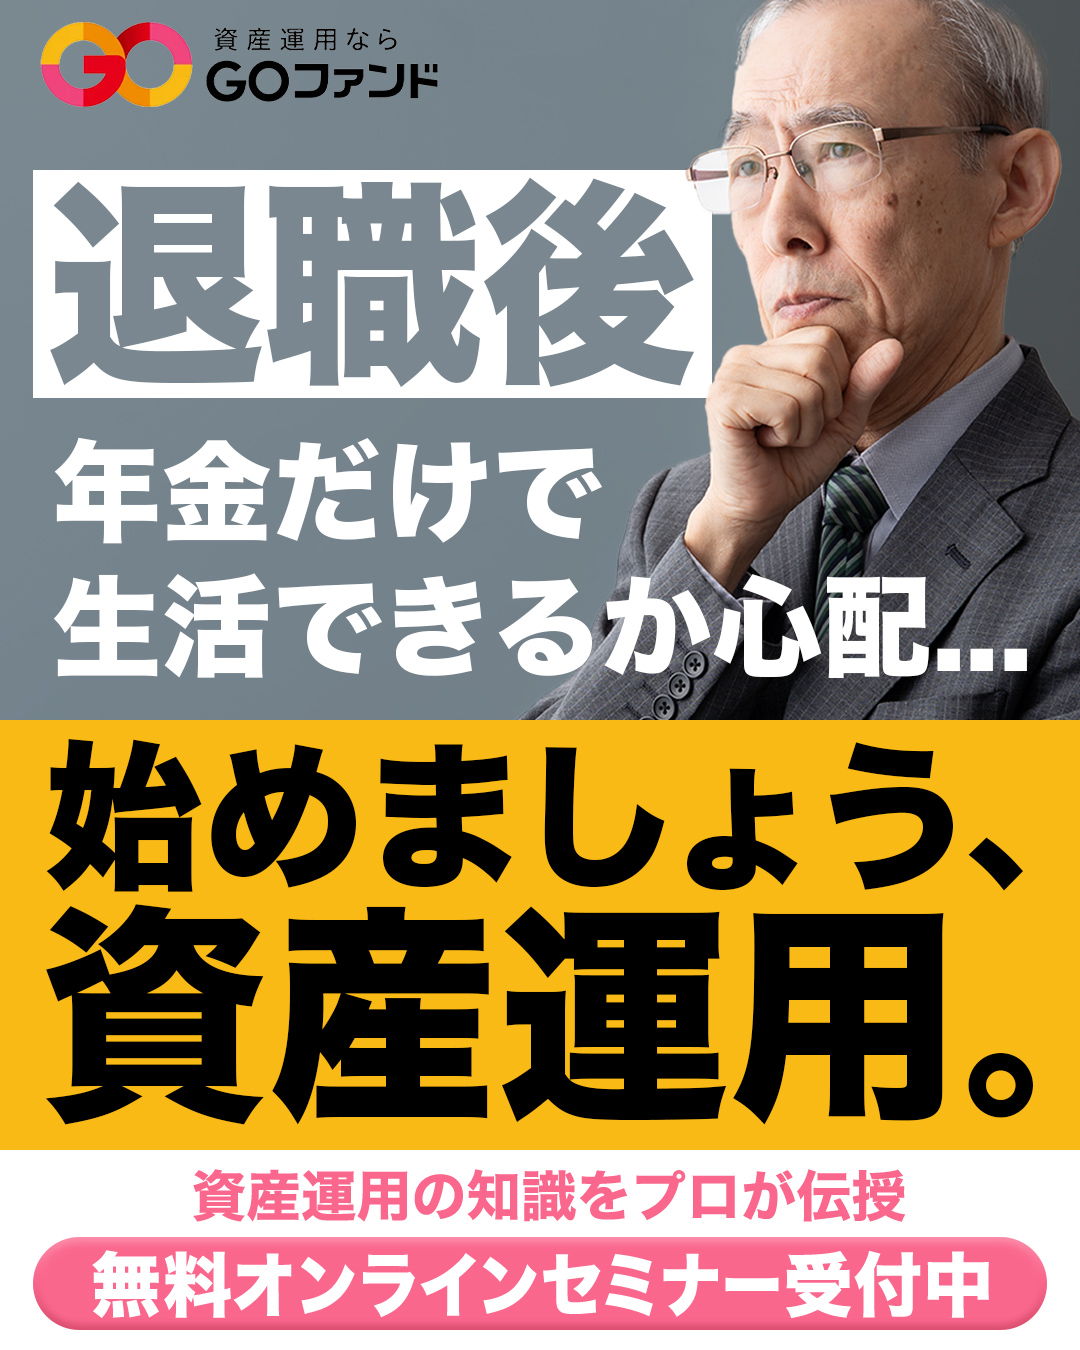 資産運用なら
GOファンド
退職後
年金だけで
生活できるか心配...
始めましょう、
資産運用。
資産運用の知識をプロが伝授
無料オンラインセミナー受付中